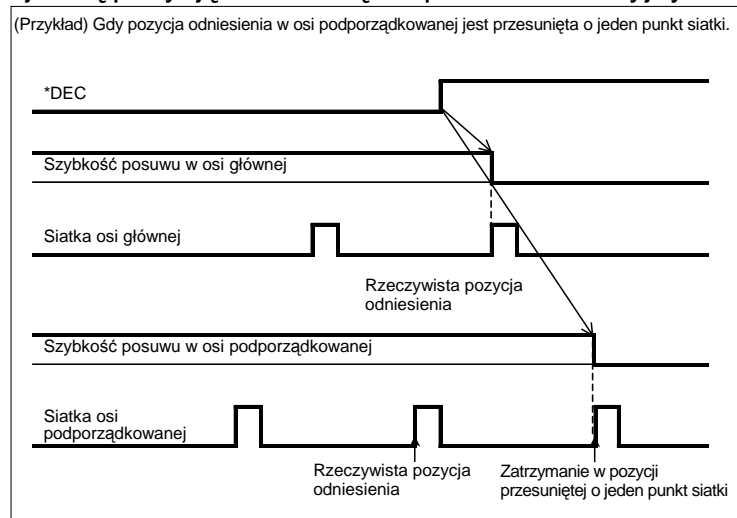 (Przykład) Gdy pozycja odniesienia w osi podporządkowanej jest przesunięta o jeden punkt siatki.
*DEC
Szybkość posuwu w osi głównej
Siatka osi głównej
Rzeczywista pozycja
odniesienia
Szybkość posuwu w osi podporządkowanej
Siatka osi
podporządkowanej
Rzeczywista pozycja
odniesienia
Zatrzymanie w pozycji
przesuniętej o jeden punkt siatki